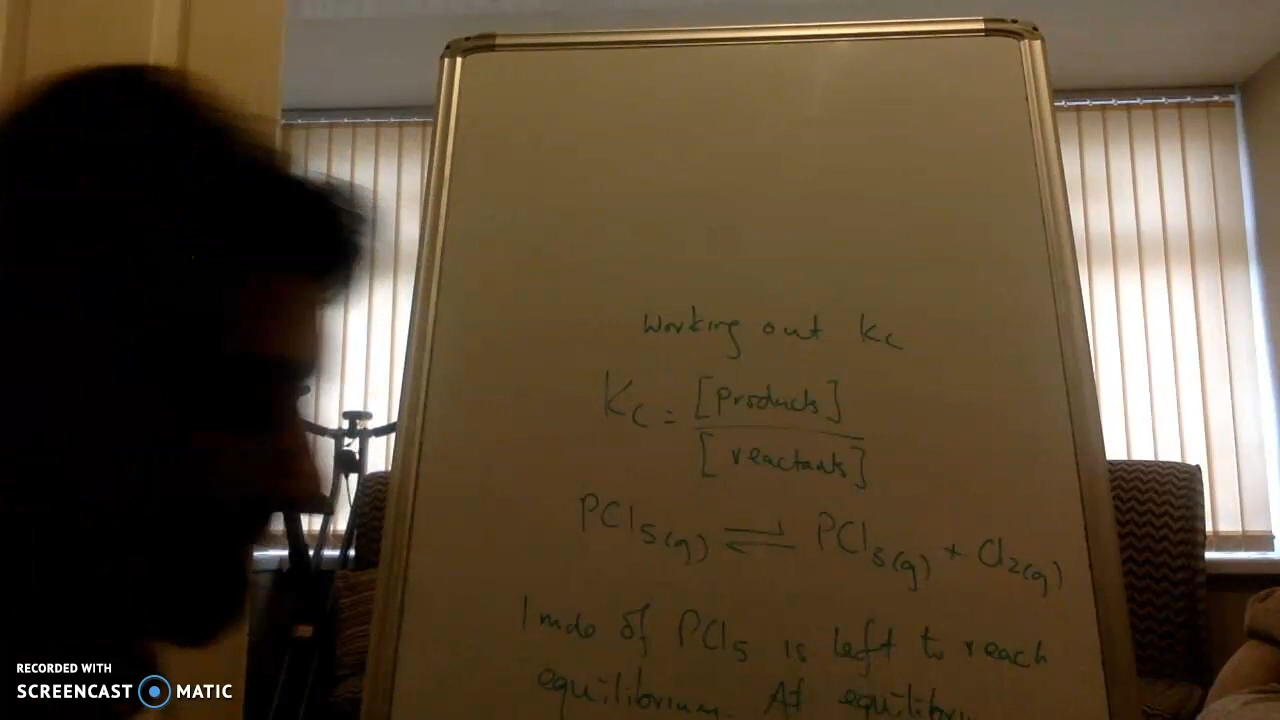 Working out Kc
Kc = [products]
[reactants]
PCl5(g) ⇌ PCl3(g) + Cl2(g)
1 mole of PCl5 is left to reach
equilibrium. At
RECORDED WITH
SCREENCAST MATIC